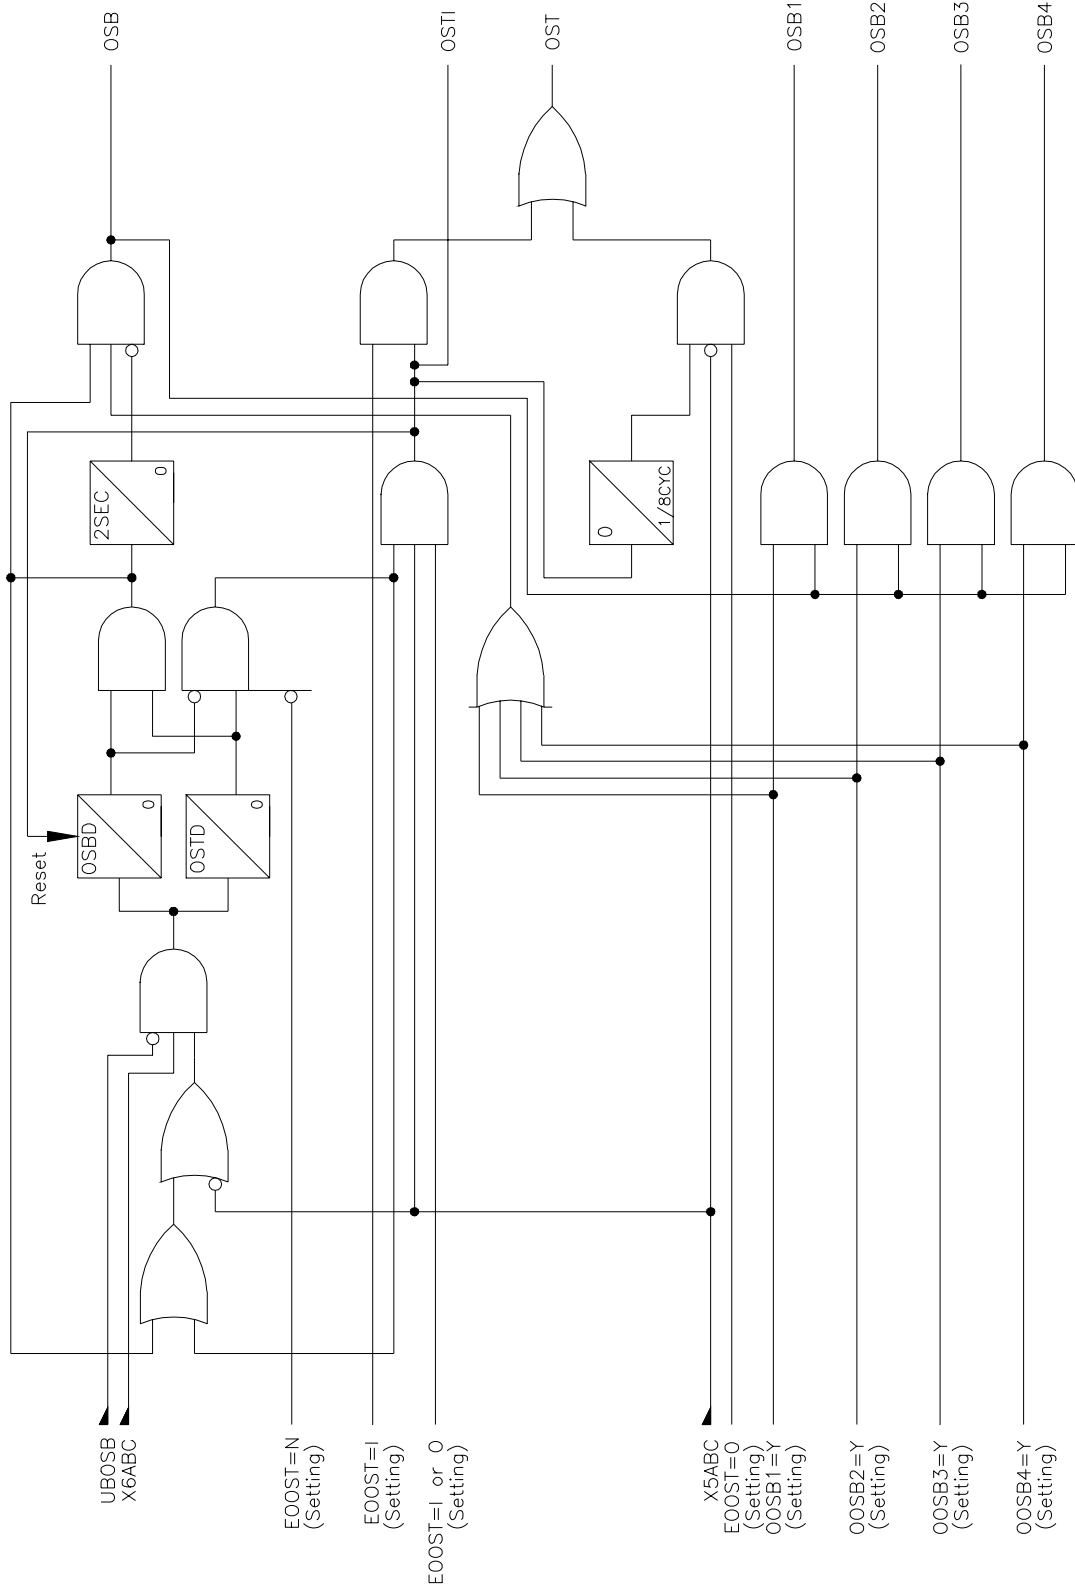 OSB
OSTI
OST
OSB1
OSB2
OSB3
OSB4
2SEC
0
0
1/8CYC
Reset
OSBD
0
OSTD
0
UBOSB
X6ABC
EOOST=N
(Setting)
EOOST=I
(Setting)
EOOST=I or O
(Setting)
X5ABC
EOOST=O
(Setting)
OOSB1=Y
(Setting)
OOSB2=Y
(Setting)
OOSB3=Y
(Setting)
OOSB4=Y
(Setting)